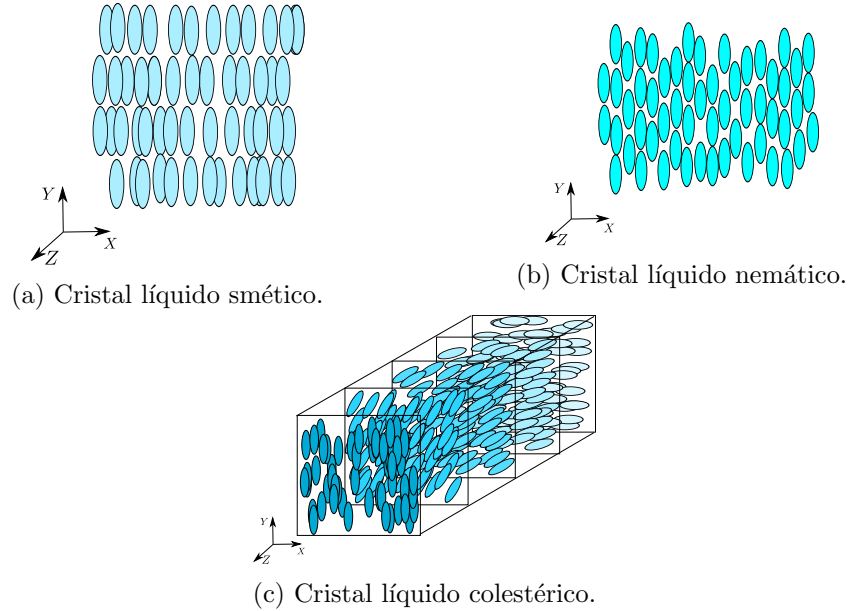 Y
X
Z
(a) Cristal líquido smético.
Y
X
Z
(b) Cristal líquido nemático.
Y
X
Z
(c) Cristal líquido colestérico.